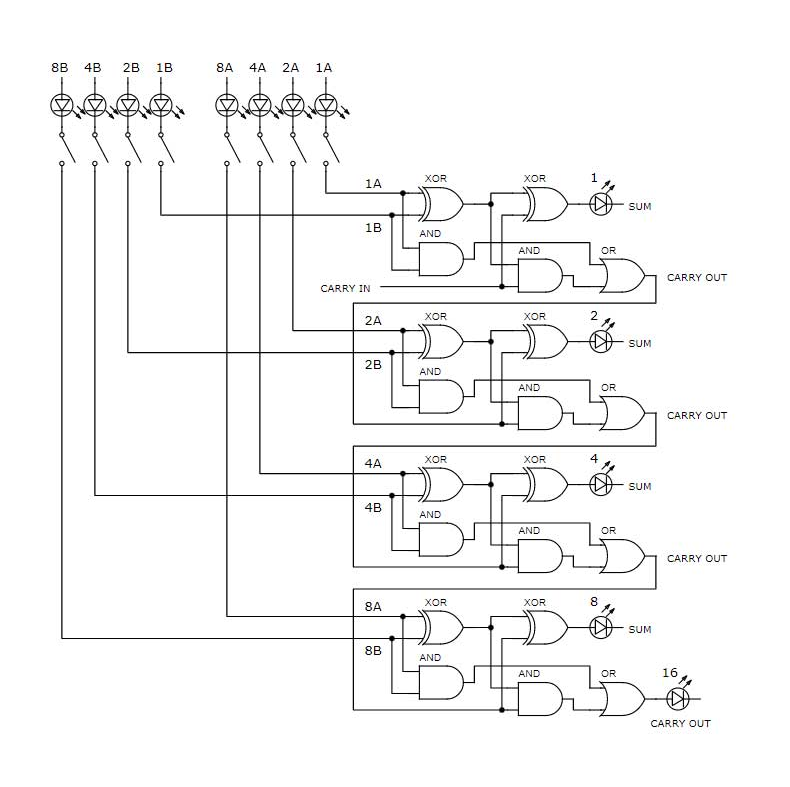 8B 4B 2B 1B 8A 4A 2A 1A
XOR XOR 1
1A
SUM
1B
AND
AND OR
CARRY OUT
CARRY IN
XOR XOR 2
2A
SUM
2B
AND
AND OR
CARRY OUT
XOR XOR 4
4A
SUM
4B
AND
AND OR
CARRY OUT
XOR XOR 8
8A
SUM
8B
AND
AND OR 16
CARRY OUT